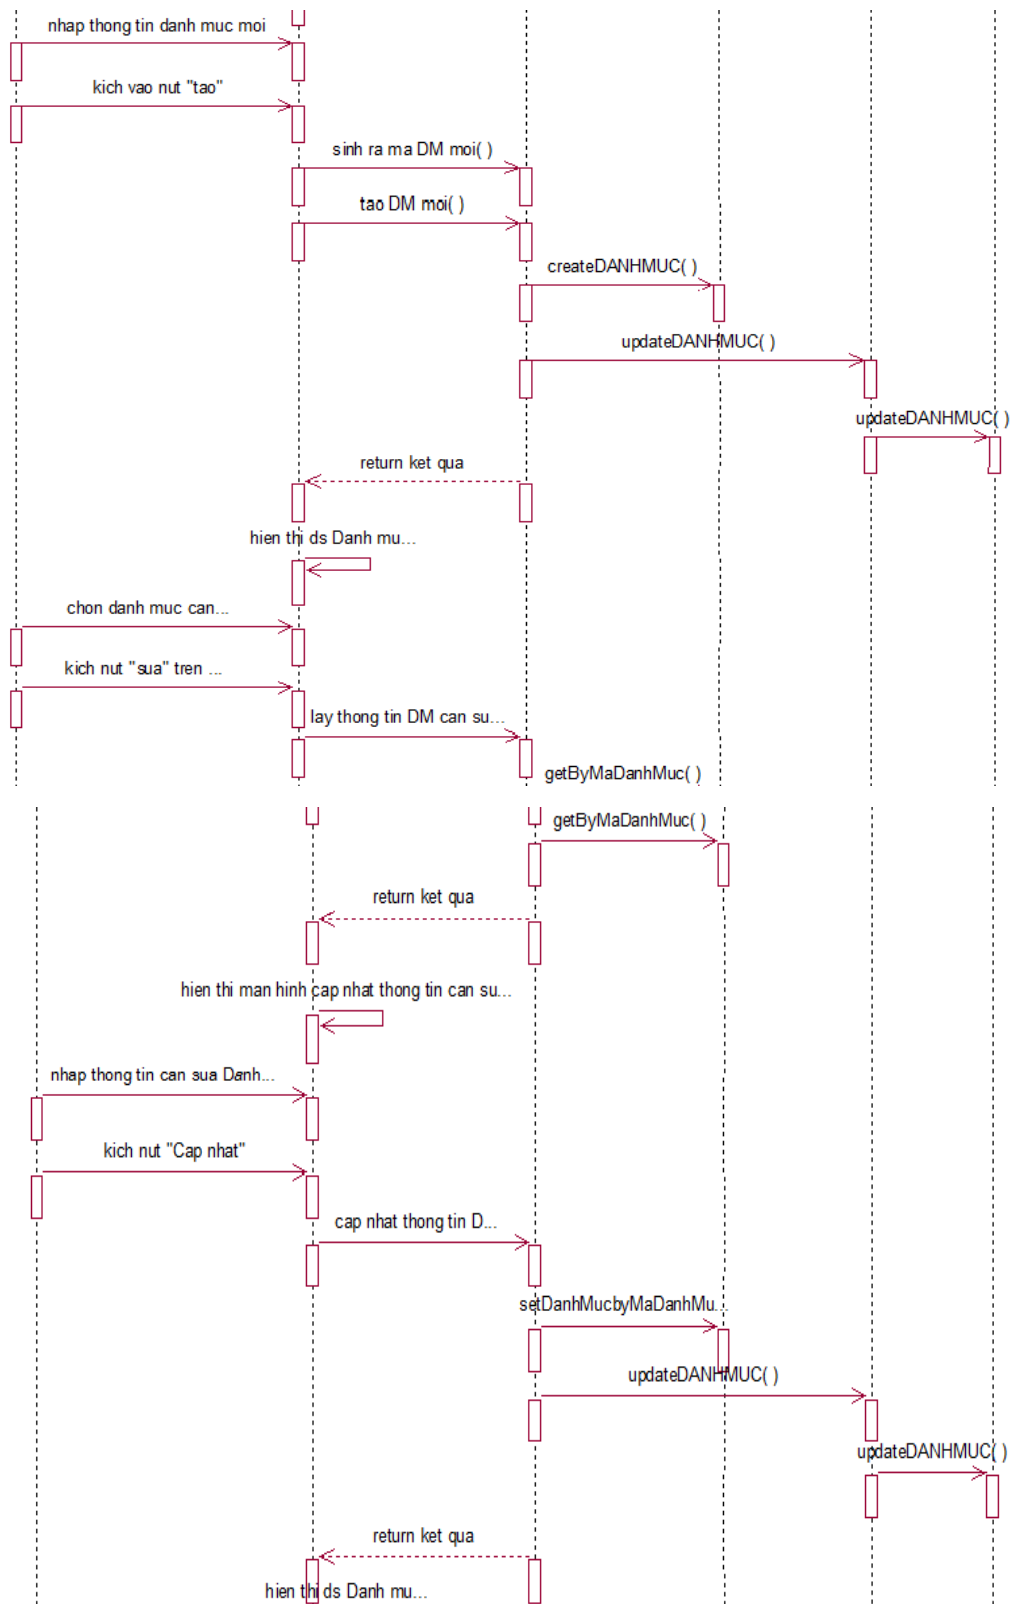 nhap thong tin danh muc moi
kich vao nut "tao"
sinh ra ma DM moi( )
tao DM moi( )
createDANHMUC( )
updateDANHMUC( )
updateDANHMUC( )
return ket qua
hien thi ds Danh mu...
chon danh muc can...
kich nut "sua" tren ...
lay thong tin DM can su...
getByMaDanhMuc( )
getByMaDanhMuc( )
return ket qua
hien thi man hinh cap nhat thong tin can su...
nhap thong tin can sua Danh...
kich nut "Cap nhat"
cap nhat thong tin D...
setDanhMucbyMaDanhMu...
updateDANHMUC( )
updateDANHMUC( )
return ket qua
hien thi ds Danh mu...